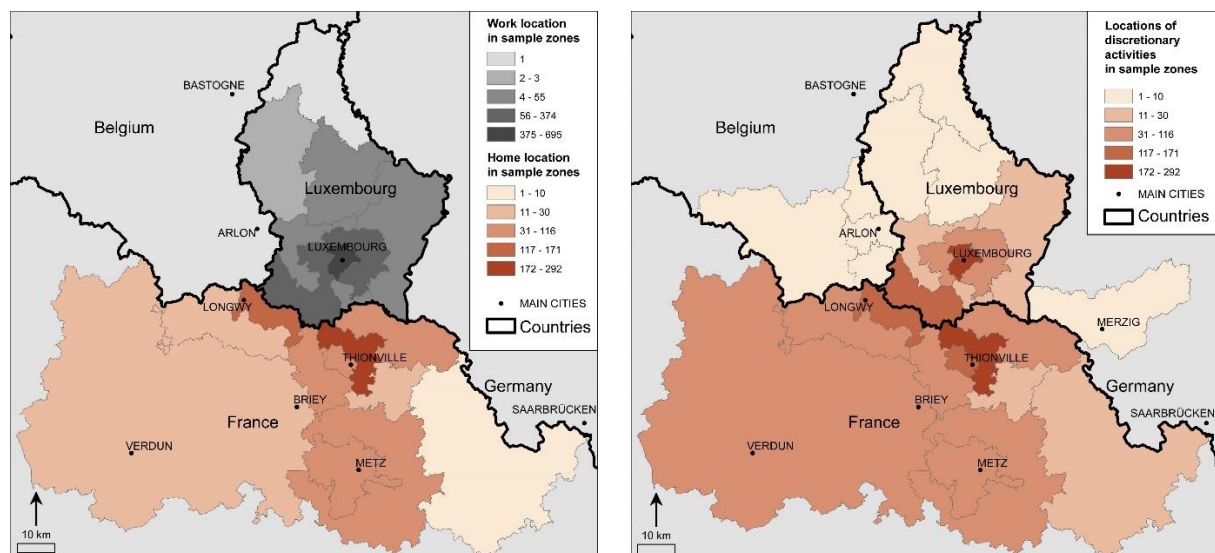 Work location
in sample zones
1
2 - 3
4 - 55
56 - 374
375 - 695
Home location
in sample zones
1 - 10
11 - 30
31 - 116
117 - 171
172 - 292
MAIN CITIES
Countries
BASTOGNE
Belgium
Luxembourg
ARLON
LUXEMBOURG
LONGWY
THIONVILLE
Germany
BRIEY
SAARBRÜCKEN
France
VERDUN
METZ
10 km
Locations of
discretionary
activities
in sample zones
1 - 10
11 - 30
31 - 116
117 - 171
172 - 292
MAIN CITIES
Countries
BASTOGNE
Belgium
Luxembourg
ARLON
LUXEMBOURG
LONGWY
MERZIG
THIONVILLE
Germany
BRIEY
SAARBRÜCKEN
France
VERDUN
METZ
10 km